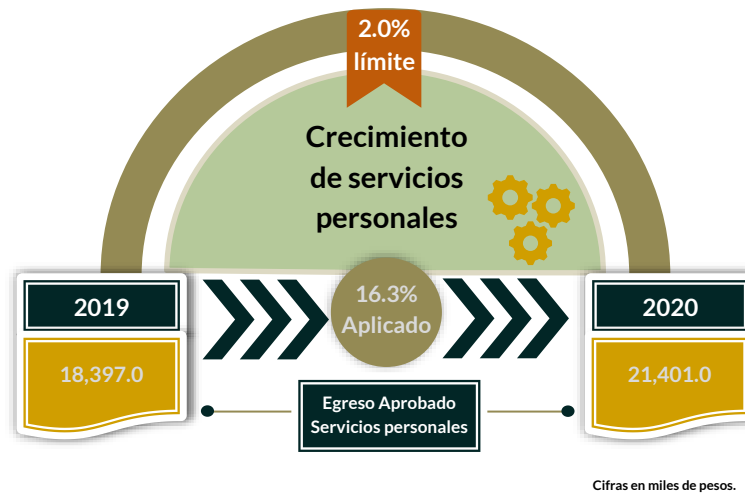 2.0%
límite
Crecimiento
de servicios
personales
2019
16.3%
Aplicado
2020
18,397.0
21,401.0
Egreso Aprobado
Servicios personales
Cifras en miles de pesos.